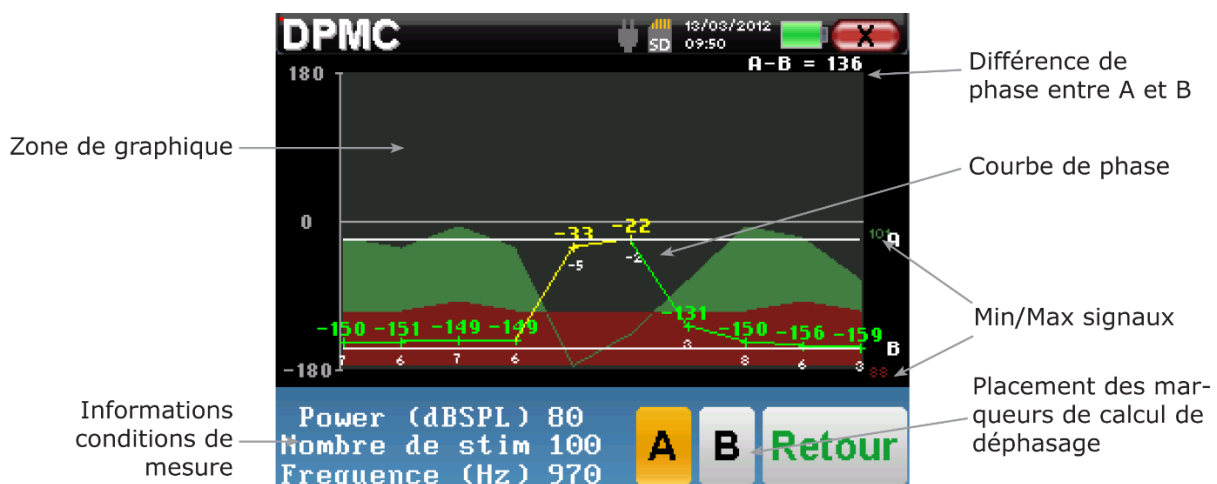 DPMC
SD
13/03/2012
09:50
X
A-B = 136
180
0
-180
-33
-22
-5
-2
-150
-151
-149
-149
-131
-150
-156
-159
7
6
7
6
3
8
6
3
101
A
B
88
Power (dBSPL) 80
Nombre de stim 100
Frequence (Hz) 970
A
B
Retour
Différence de
phase entre A et B
Zone de graphique
Courbe de phase
Min/Max signaux
Informations
conditions de
mesure
Placement des mar-
queurs de calcul de
déphasage